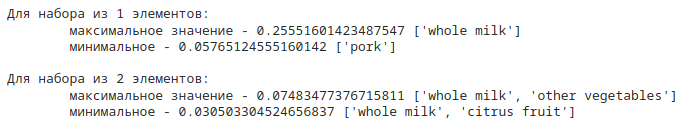 Для набора из 1 элементов:
максимальное значение - 0.25551601423487547 ['whole milk']
минимальное - 0.05765124555160142 ['pork']
Для набора из 2 элементов:
максимальное значение - 0.07483477376715811 ['whole milk', 'other vegetables']
минимальное - 0.030503304524656837 ['whole milk', 'citrus fruit']